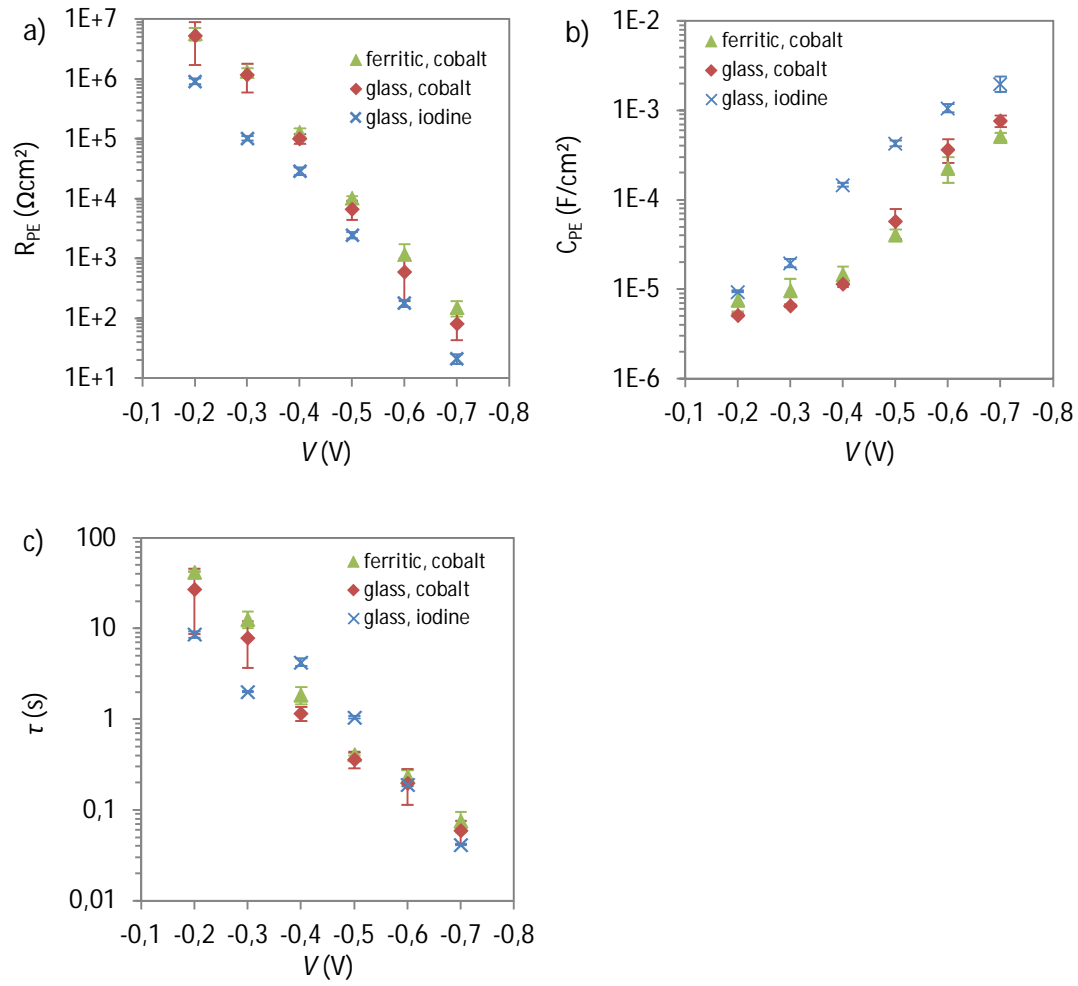 a)
R_PE (Ωcm²)
1E+7
1E+6
1E+5
1E+4
1E+3
1E+2
1E+1
ferritic, cobalt
glass, cobalt
glass, iodine
-0,1 -0,2 -0,3 -0,4 -0,5 -0,6 -0,7 -0,8
V (V)
b)
C_PE (F/cm²)
1E-2
1E-3
1E-4
1E-5
1E-6
ferritic, cobalt
glass, cobalt
glass, iodine
-0,1 -0,2 -0,3 -0,4 -0,5 -0,6 -0,7 -0,8
V (V)
c)
τ (s)
100
10
1
0,1
0,01
ferritic, cobalt
glass, cobalt
glass, iodine
-0,1 -0,2 -0,3 -0,4 -0,5 -0,6 -0,7 -0,8
V (V)